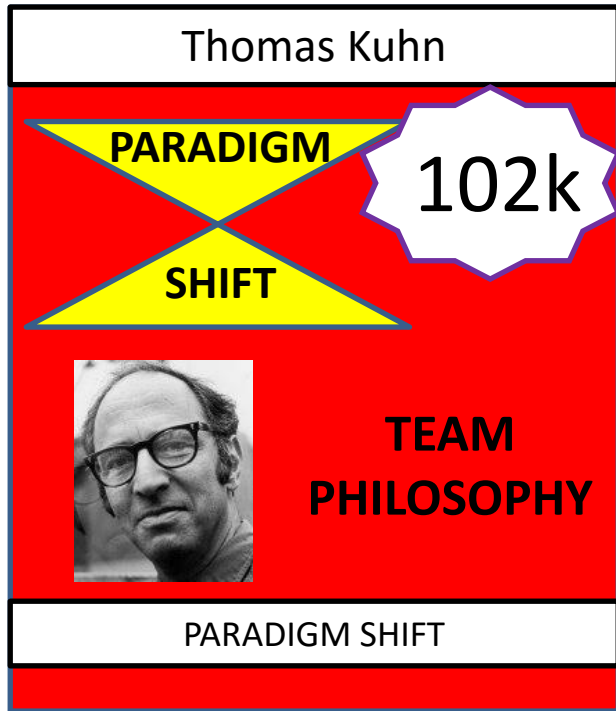 Thomas Kuhn
PARADIGM
102k
SHIFT
TEAM
PHILOSOPHY
PARADIGM SHIFT